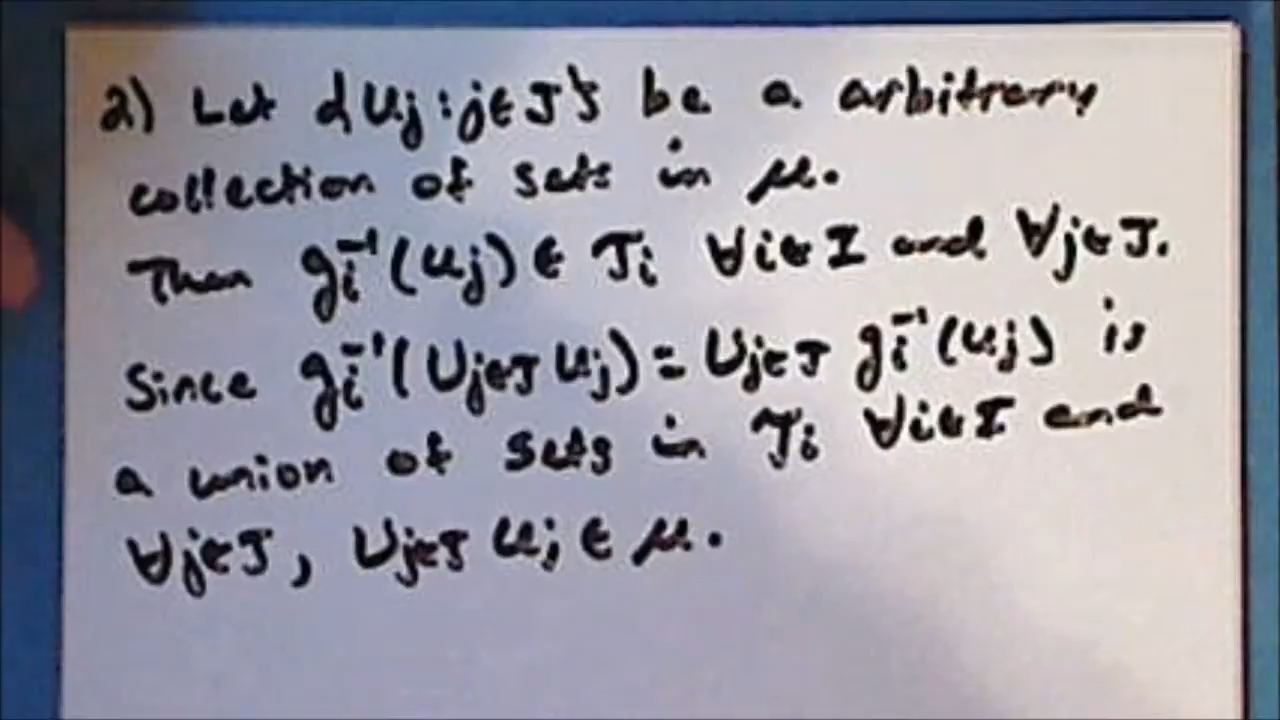 2) Let {Uj : j∈J} be a arbitrary
collection of sets in μ.
Then gi⁻¹(Uj) ∈ Ti ∀i∈I and ∀j∈J.
Since gi⁻¹(∪j∈J Uj) = ∪j∈J gi⁻¹(Uj) is
a union of sets in Ti ∀i∈I and
∀j∈J, ∪j∈J Uj ∈ μ.